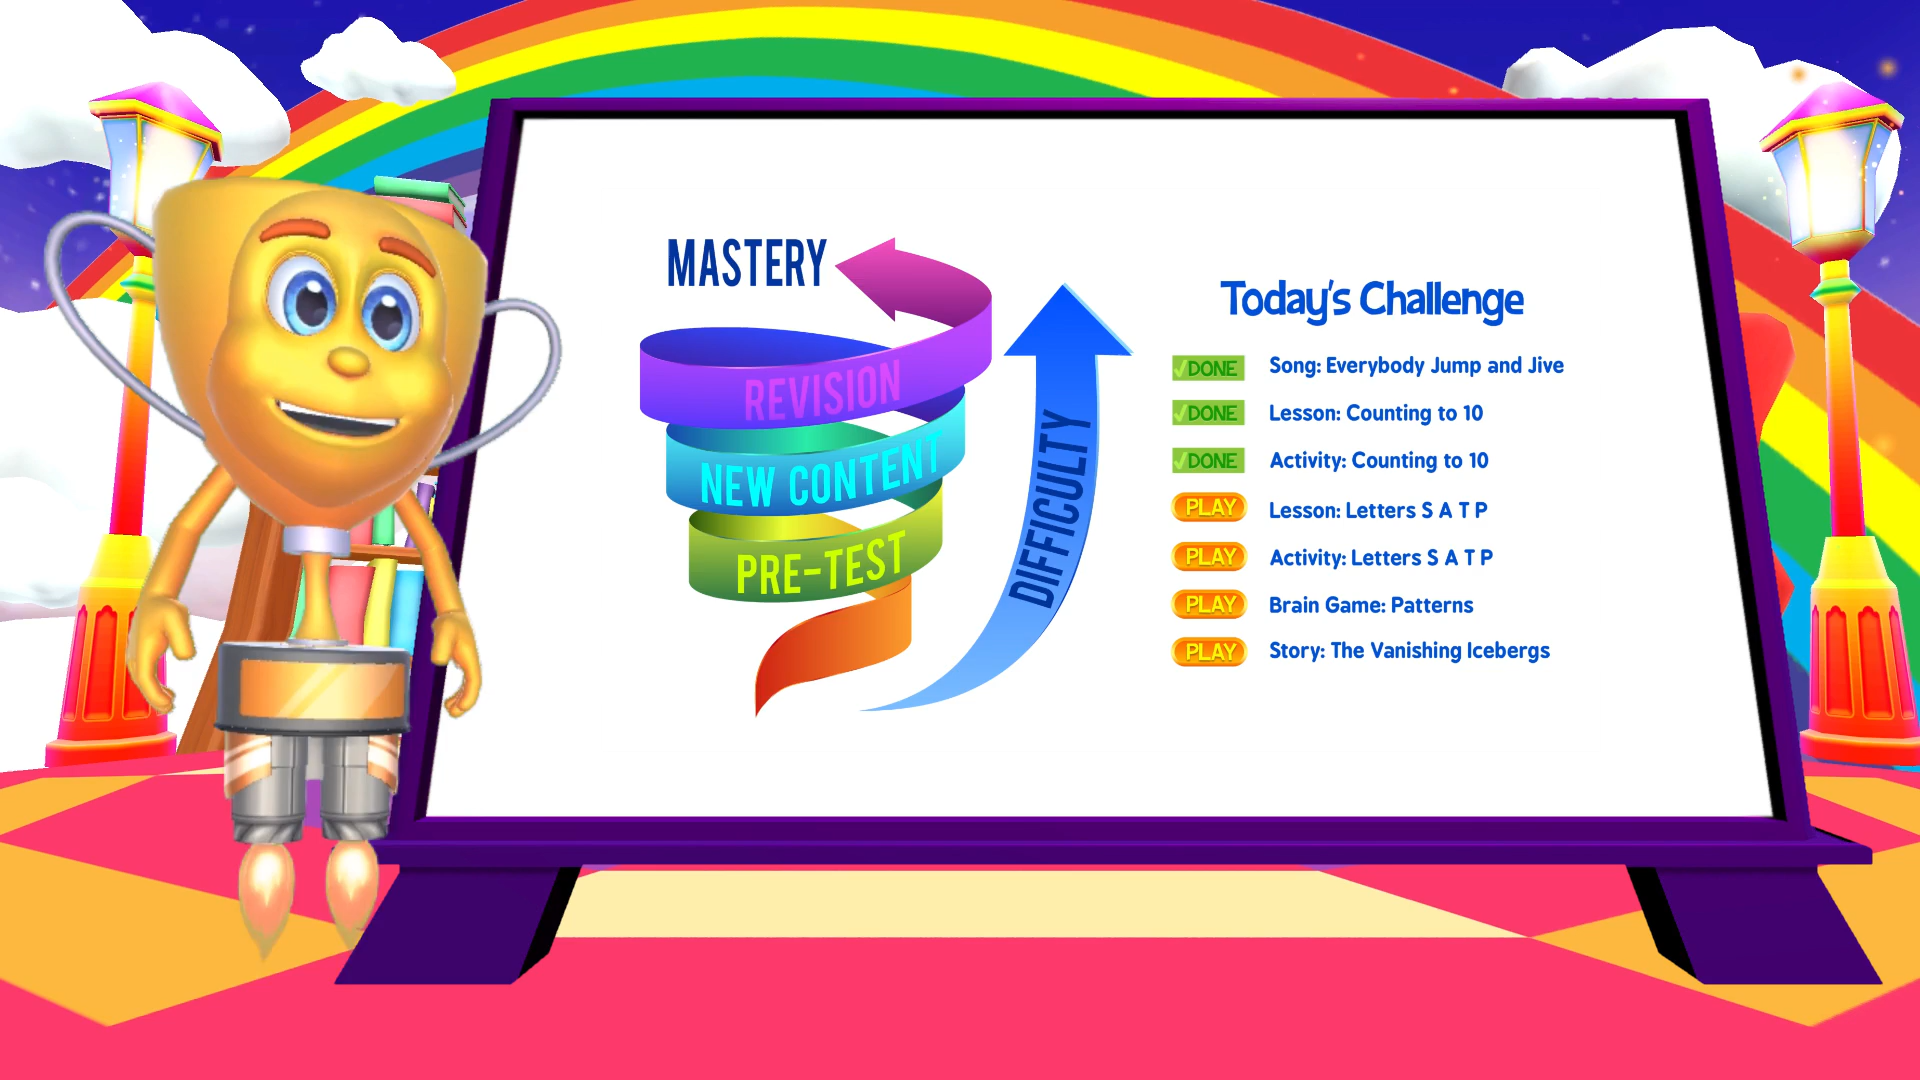 MASTERY
REVISION
NEW CONTENT
PRE-TEST
DIFFICULTY
Today's Challenge
√DONE Song: Everybody Jump and Jive
√DONE Lesson: Counting to 10
√DONE Activity: Counting to 10
PLAY Lesson: Letters S A T P
PLAY Activity: Letters S A T P
PLAY Brain Game: Patterns
PLAY Story: The Vanishing Icebergs